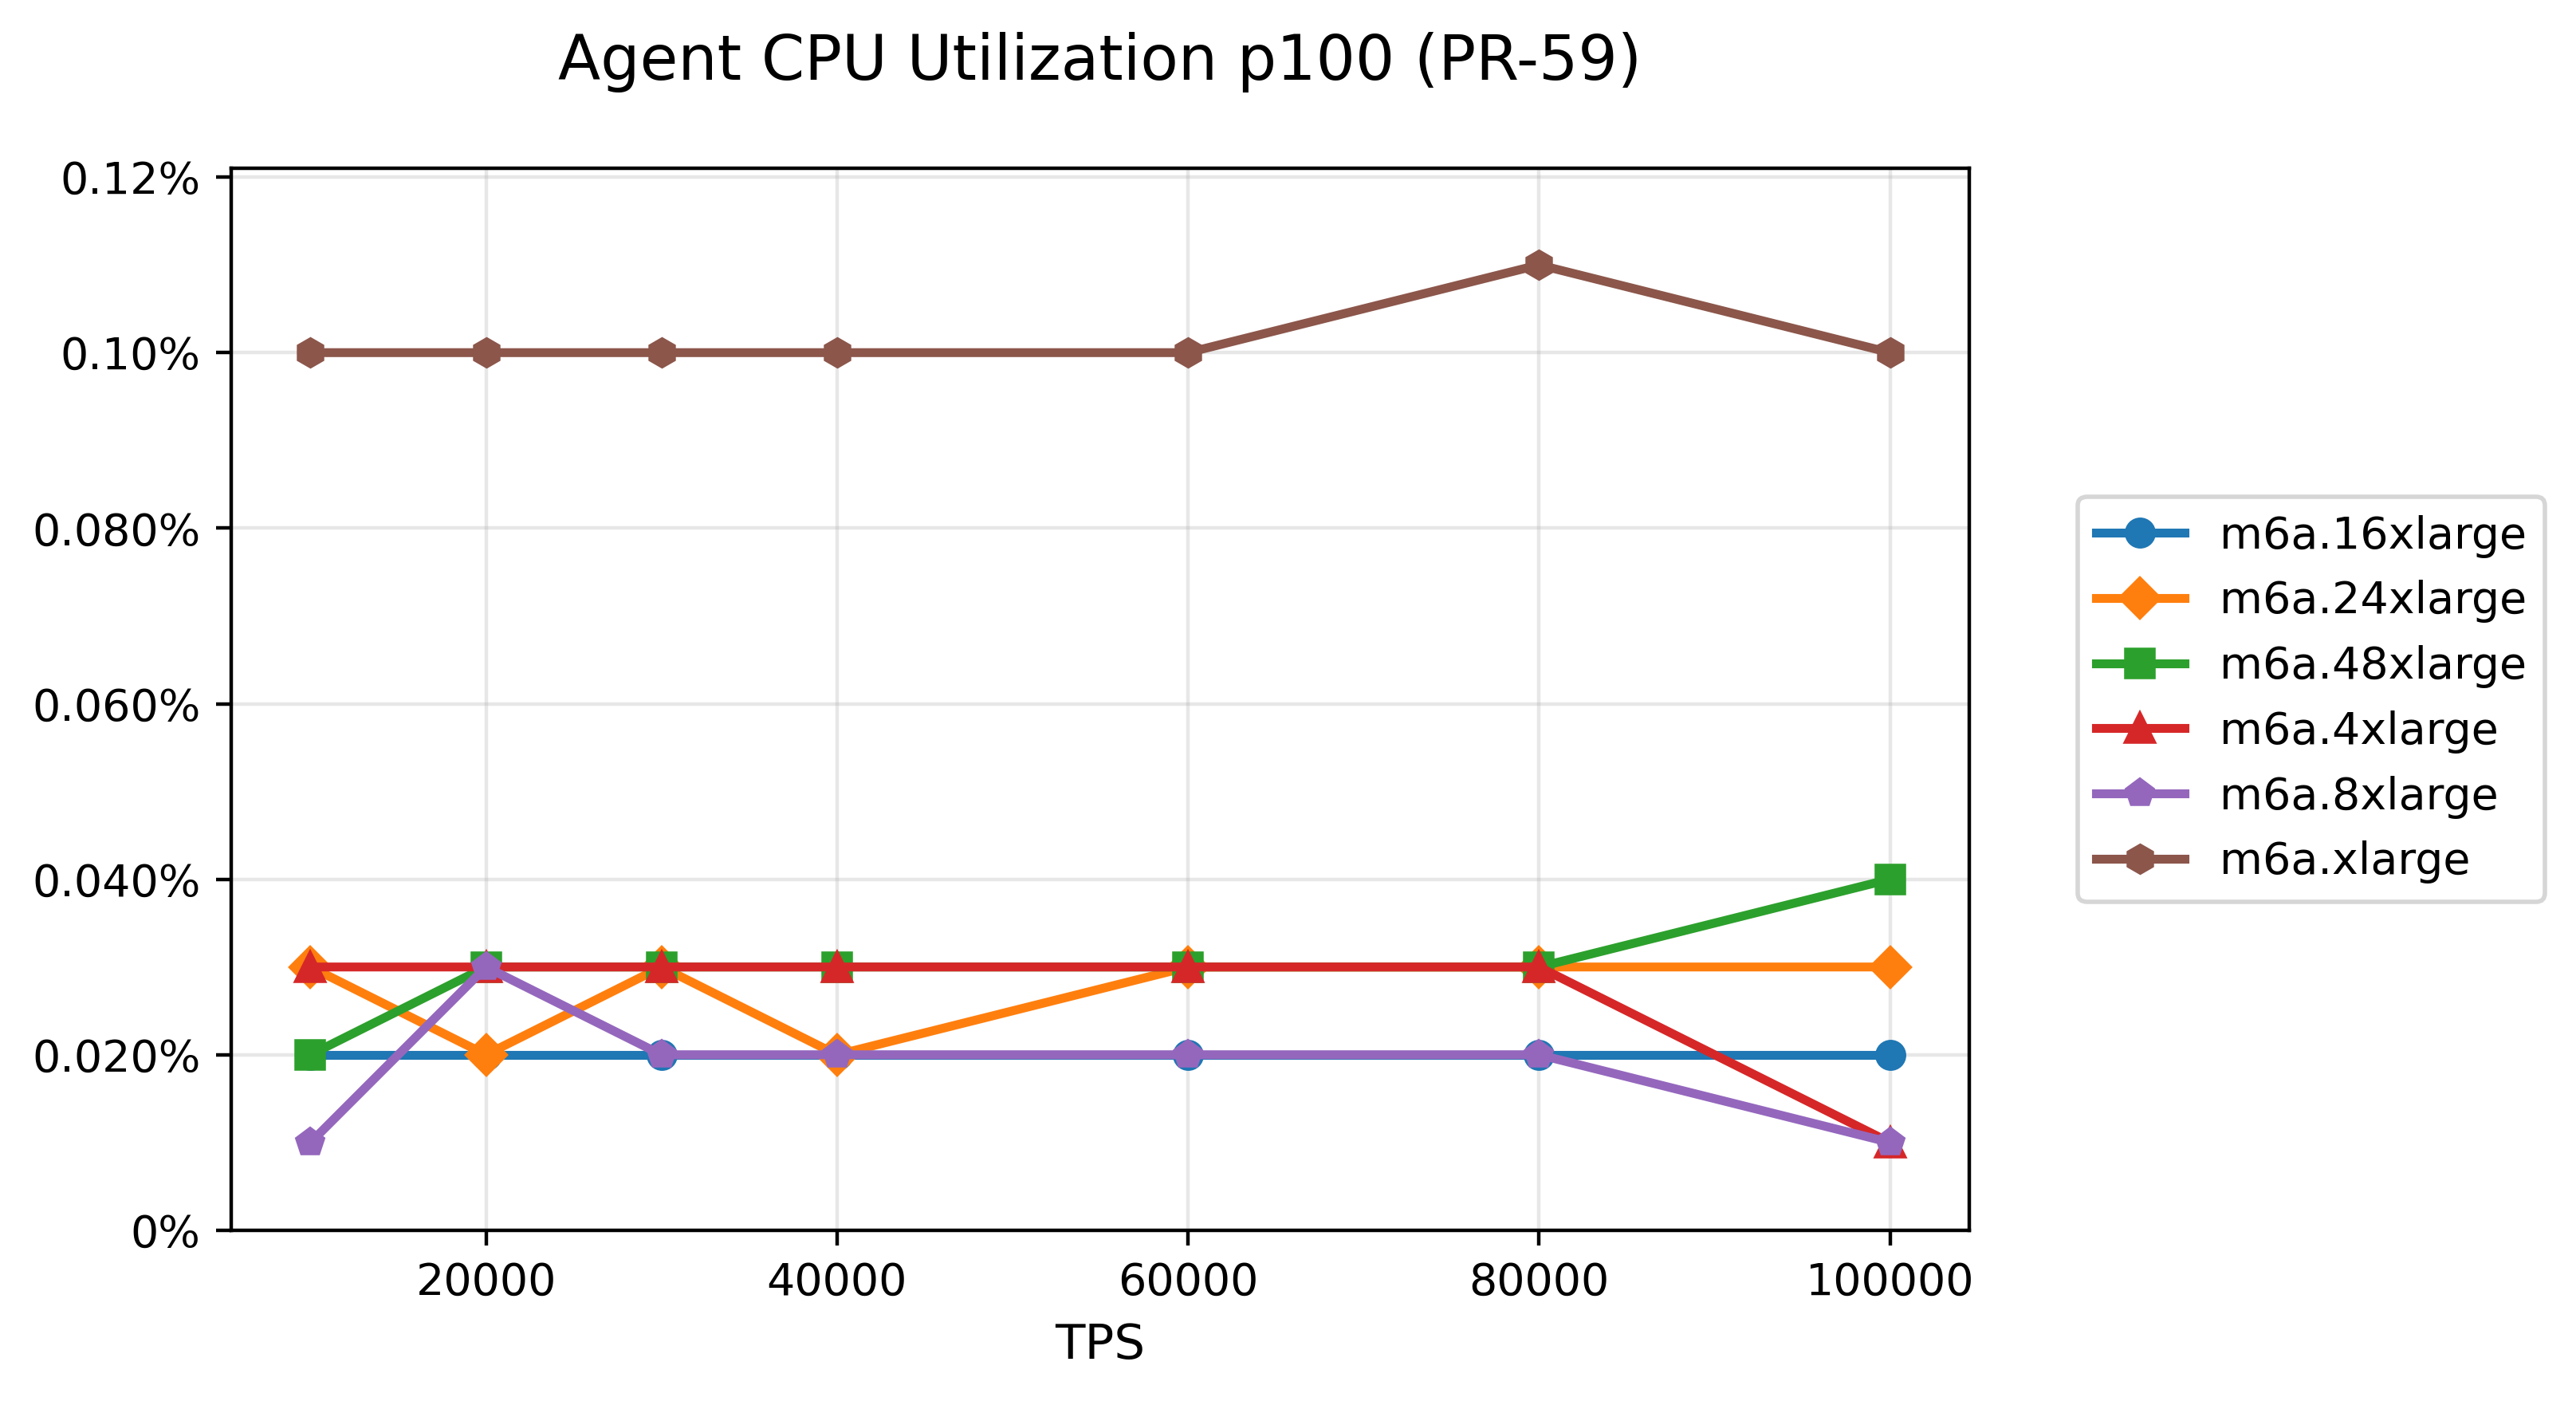 Agent CPU Utilization p100 (PR-59)
0.12%
0.10%
0.080%
0.060%
0.040%
0.020%
0%
20000 40000 60000 80000 100000
TPS
m6a.16xlarge
m6a.24xlarge
m6a.48xlarge
m6a.4xlarge
m6a.8xlarge
m6a.xlarge